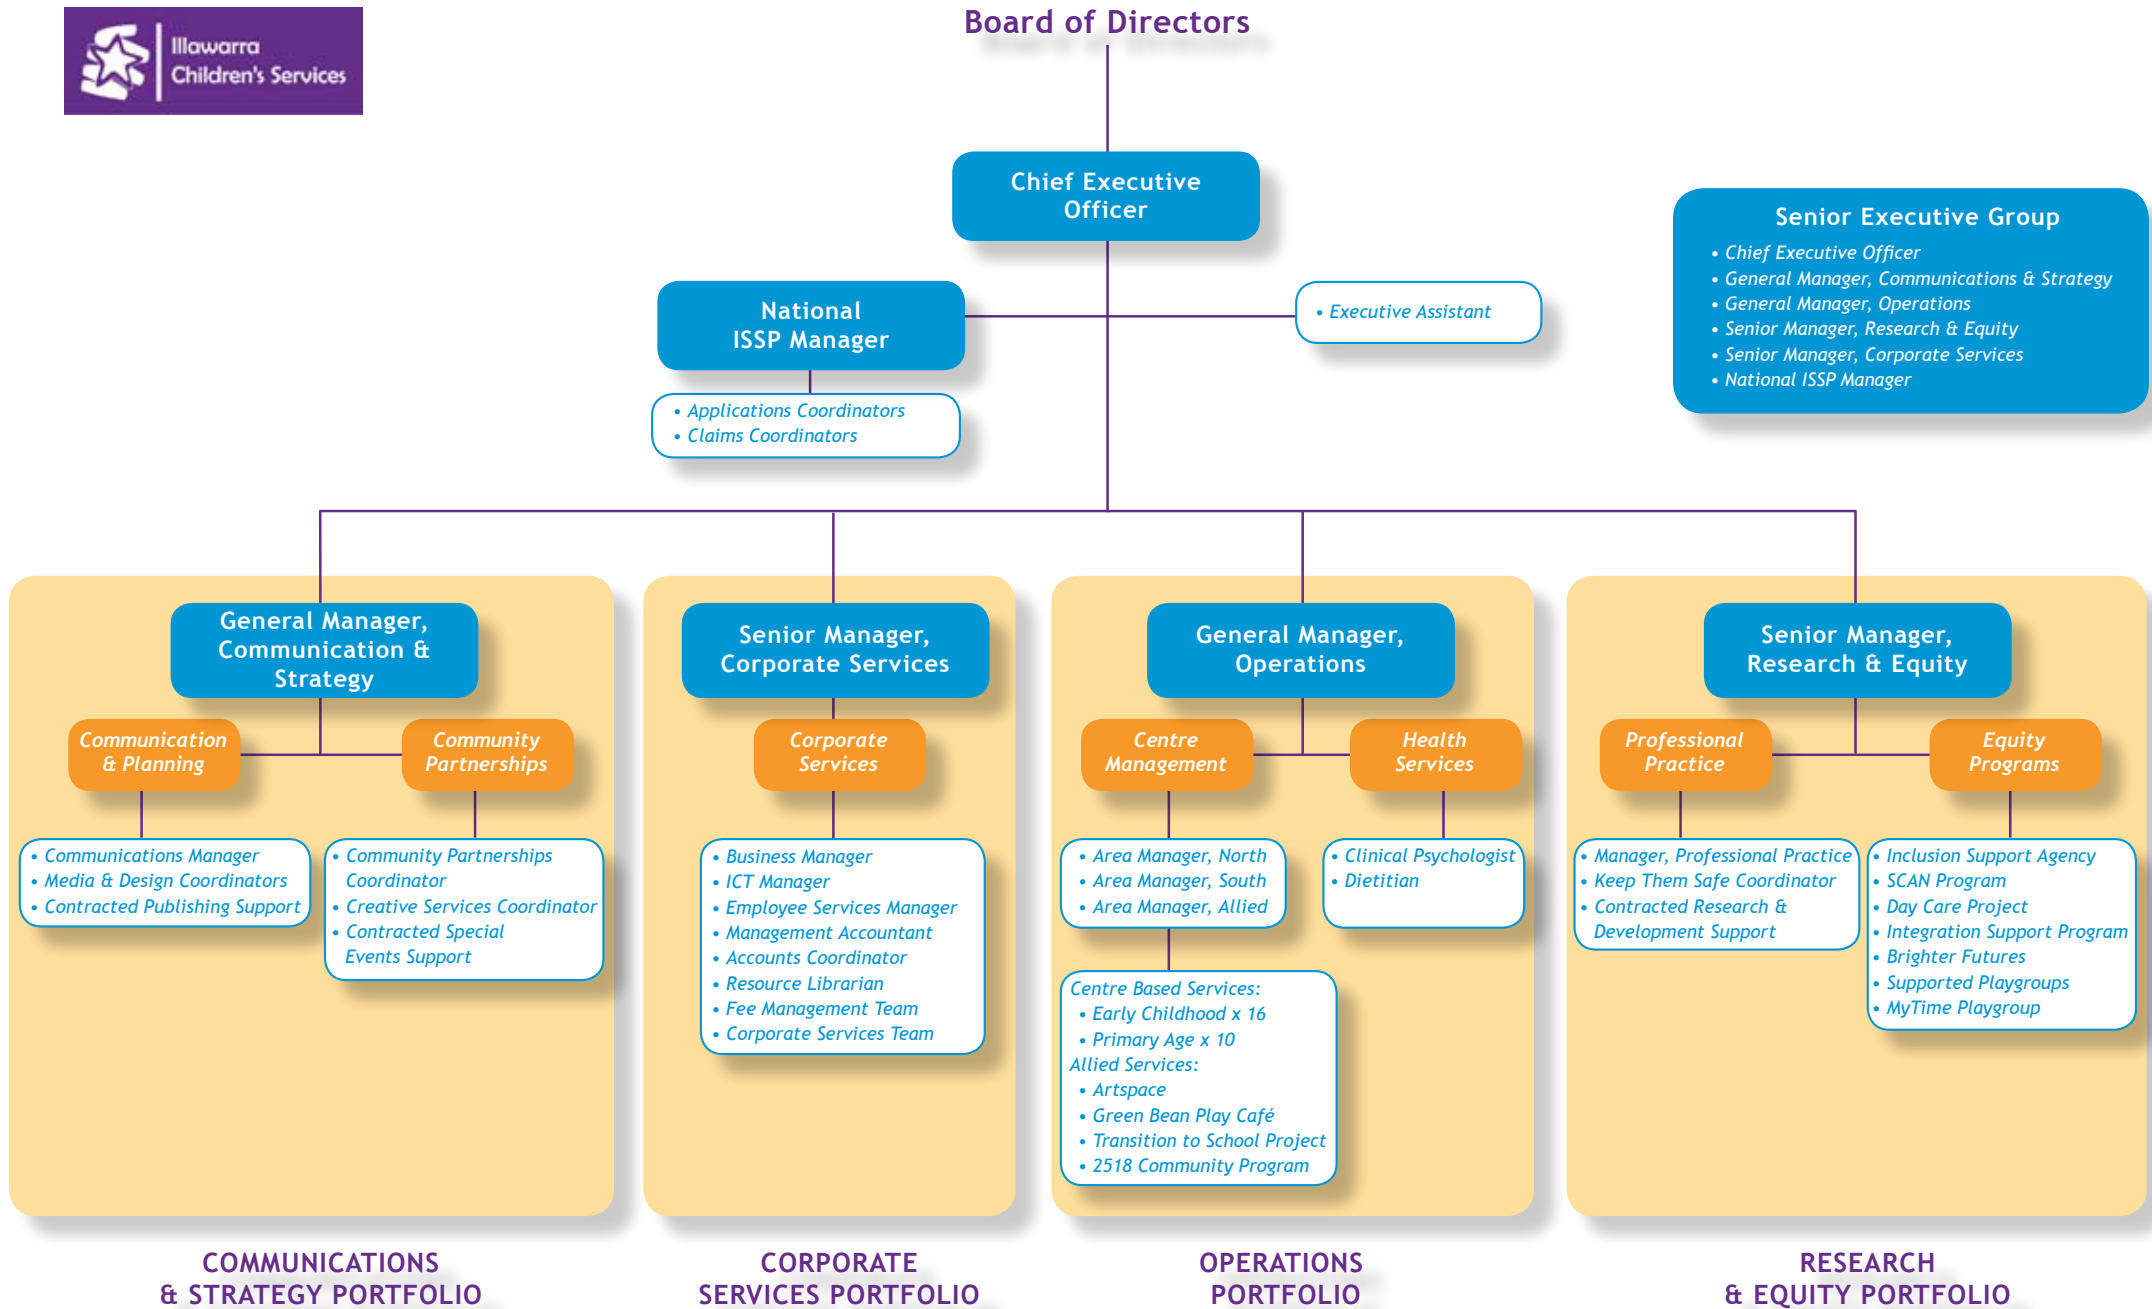 Illawarra
Children's Services
Board of Directors
Chief Executive
Officer
Senior Executive Group
• Chief Executive Officer
• General Manager, Communications & Strategy
• General Manager, Operations
• Senior Manager, Research & Equity
• Senior Manager, Corporate Services
• National ISSP Manager
National
ISSP Manager
• Executive Assistant
• Applications Coordinators
• Claims Coordinators
General Manager,
Communication &
Strategy
Communication
& Planning
Community
Partnerships
• Communications Manager
• Media & Design Coordinators
• Contracted Publishing Support
• Community Partnerships
Coordinator
• Creative Services Coordinator
• Contracted Special
Events Support
COMMUNICATIONS
& STRATEGY PORTFOLIO
Senior Manager,
Corporate Services
Corporate
Services
• Business Manager
• ICT Manager
• Employee Services Manager
• Management Accountant
• Accounts Coordinator
• Resource Librarian
• Fee Management Team
• Corporate Services Team
CORPORATE
SERVICES PORTFOLIO
General Manager,
Operations
Centre
Management
Health
Services
• Area Manager, North
• Area Manager, South
• Area Manager, Allied
• Clinical Psychologist
• Dietitian
Centre Based Services:
• Early Childhood x 16
• Primary Age x 10
Allied Services:
• Artspace
• Green Bean Play Café
• Transition to School Project
• 2518 Community Program
OPERATIONS
PORTFOLIO
Senior Manager,
Research & Equity
Professional
Practice
Equity
Programs
• Manager, Professional Practice
• Keep Them Safe Coordinator
• Contracted Research &
Development Support
• Inclusion Support Agency
• SCAN Program
• Day Care Project
• Integration Support Program
• Brighter Futures
• Supported Playgroups
• MyTime Playgroup
RESEARCH
& EQUITY PORTFOLIO